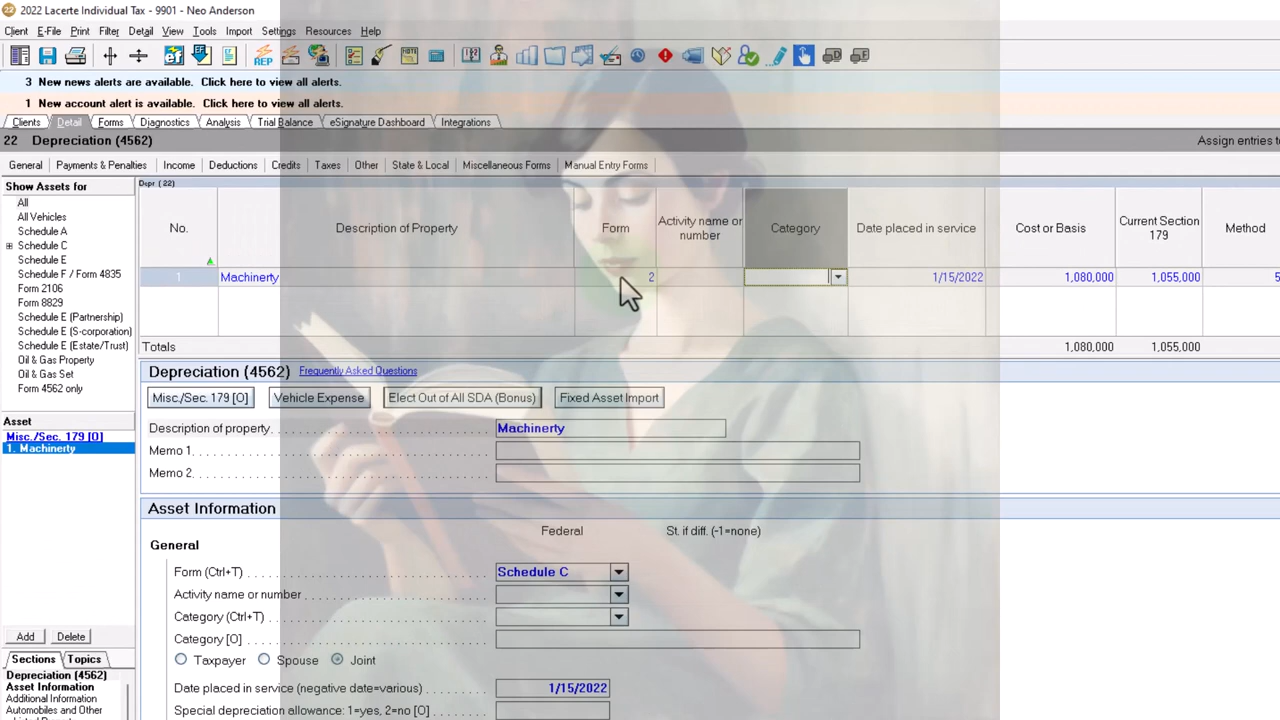 22 2022 Lacerte Individual Tax - 9901 - Neo Anderson
Client E-File Print Filter Detail View Tools Import Settings Resources Help
REP
3 New news alerts are available. Click here to view all alerts.
1 New account alert is available. Click here to view all alerts.
Clients Detail Forms Diagnostics Analysis Trial Balance eSignature Dashboard Integrations
22 Depreciation (4562) Assign entries to
General Payments & Penalties Income Deductions Credits Taxes Other State & Local Miscellaneous Forms Manual Entry Forms
Show Assets for
All
All Vehicles
Schedule A
Schedule C
Schedule E
Schedule F / Form 4835
Form 2106
Form 8829
Schedule E (Partnership)
Schedule E (S-corporation)
Schedule E (Estate/Trust)
Oil & Gas Property
Oil & Gas Set
Form 4562 only
Asset
Misc./Sec. 179 [O]
1. Machinerty
Add Delete
Sections Topics
Depreciation (4562)
Asset Information
Additional Information
Automobiles and Other
Depr (22)
No. Description of Property Form Activity name or number Category Date placed in service Cost or Basis Current Section 179 Method
1 Machinerty 2 1/15/2022 1,080,000 1,055,000 5
Totals 1,080,000 1,055,000
Depreciation (4562) Frequently Asked Questions
Misc./Sec. 179 [O] Vehicle Expense Elect Out of All SDA (Bonus) Fixed Asset Import
Description of property Machinerty
Memo 1
Memo 2
Asset Information
Federal St. if diff. (-1=none)
General
Form (Ctrl+T) Schedule C
Activity name or number
Category (Ctrl+T)
Category [O]
Taxpayer Spouse Joint
Date placed in service (negative date=various) 1/15/2022
Special depreciation allowance: 1=yes, 2=no [O]